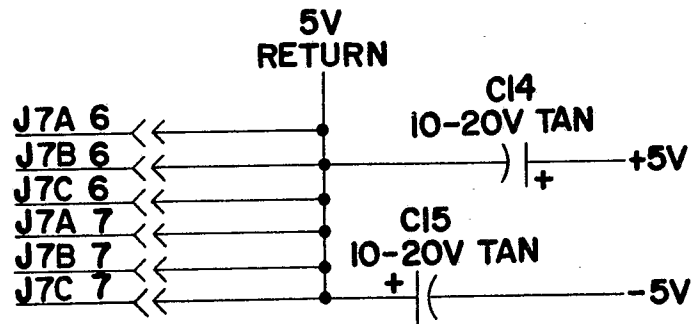 5V
RETURN
C14
10-20V TAN
J7A 6
J7B 6
+
+5V
J7C 6
J7A 7
C15
10-20V TAN
J7B 7
+
J7C 7
-5V